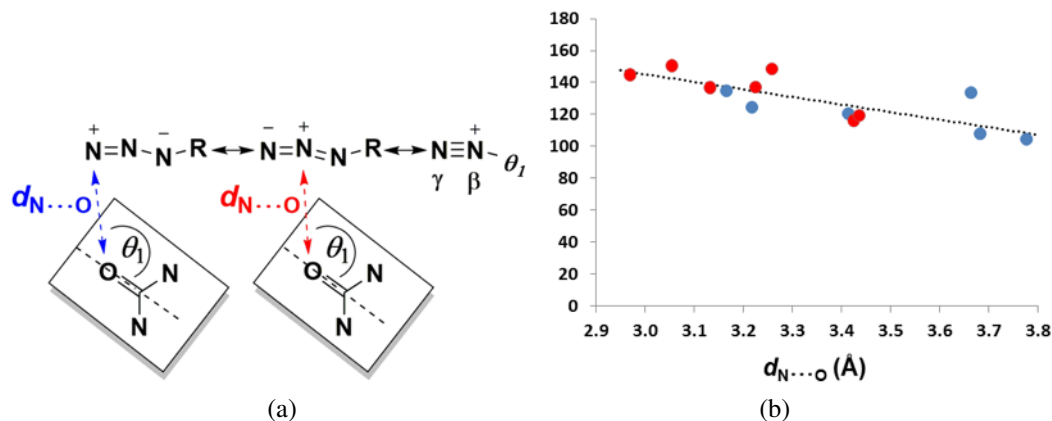 +
N=N-N-R
−
−
N=N=N-R
+
N≡N-θ1
+
γ β
dN···O
dN···O
θ1
θ1
O N
N
O N
N
(a)
180
160
140
120
100
80
60
40
20
0
2.9 3.0 3.1 3.2 3.3 3.4 3.5 3.6 3.7 3.8
dN···O (Å)
(b)